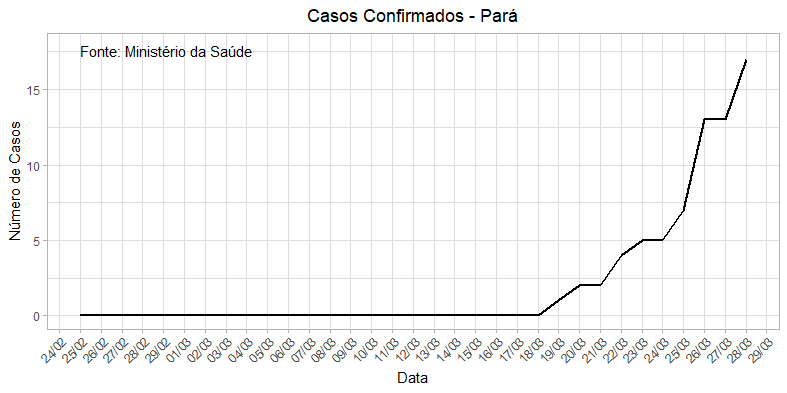 Casos Confirmados - Pará
Fonte: Ministério da Saúde
Número de Casos
15
10
5
0
24/02 25/02 26/02 27/02 28/02 29/02 01/03 02/03 03/03 04/03 05/03 06/03 07/03 08/03 09/03 10/03 11/03 12/03 13/03 14/03 15/03 16/03 17/03 18/03 19/03 20/03 21/03 22/03 23/03 24/03 25/03 26/03 27/03 28/03 29/03
Data